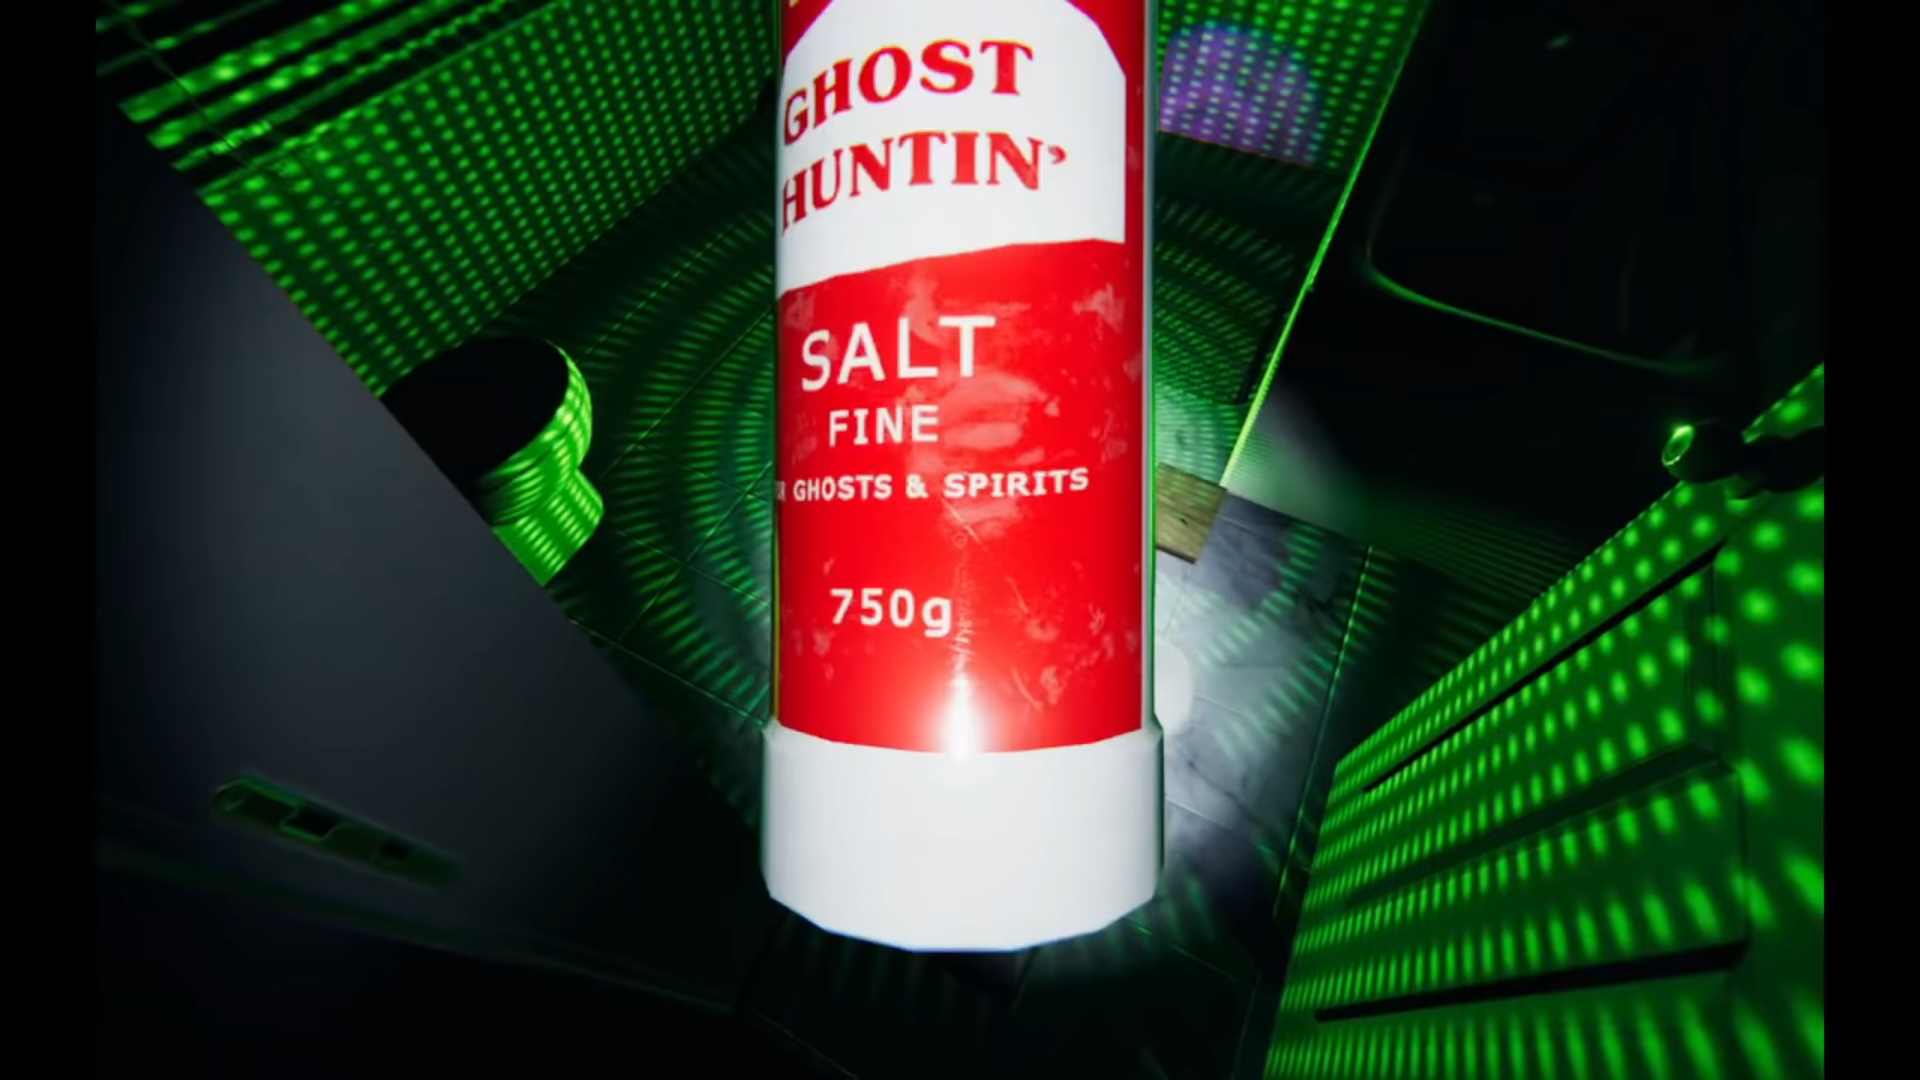 GHOST
HUNTIN'
SALT
FINE
GHOSTS & SPIRITS
750g